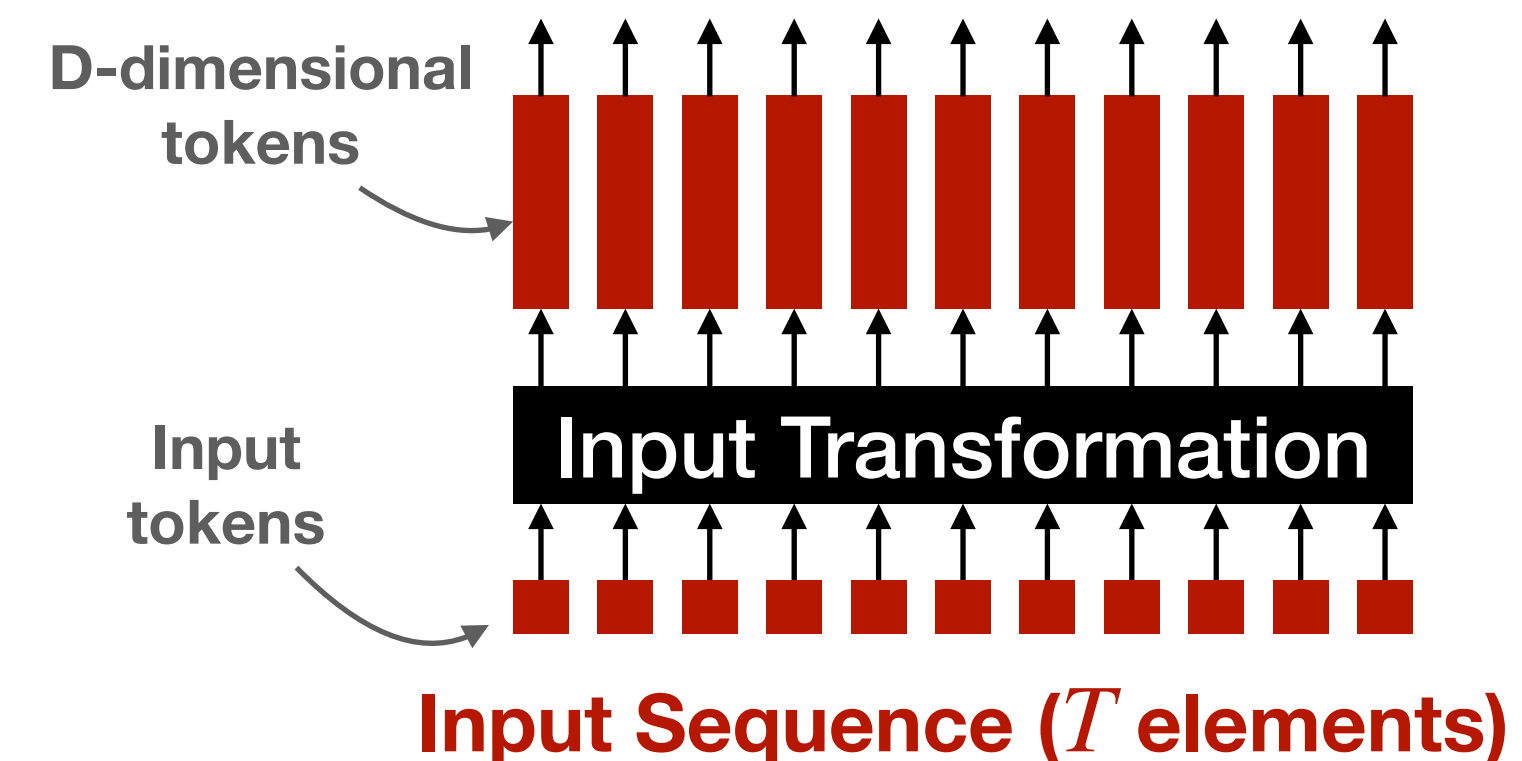 D-dimensional
tokens
Input Transformation
Input
tokens
Input Sequence (T elements)